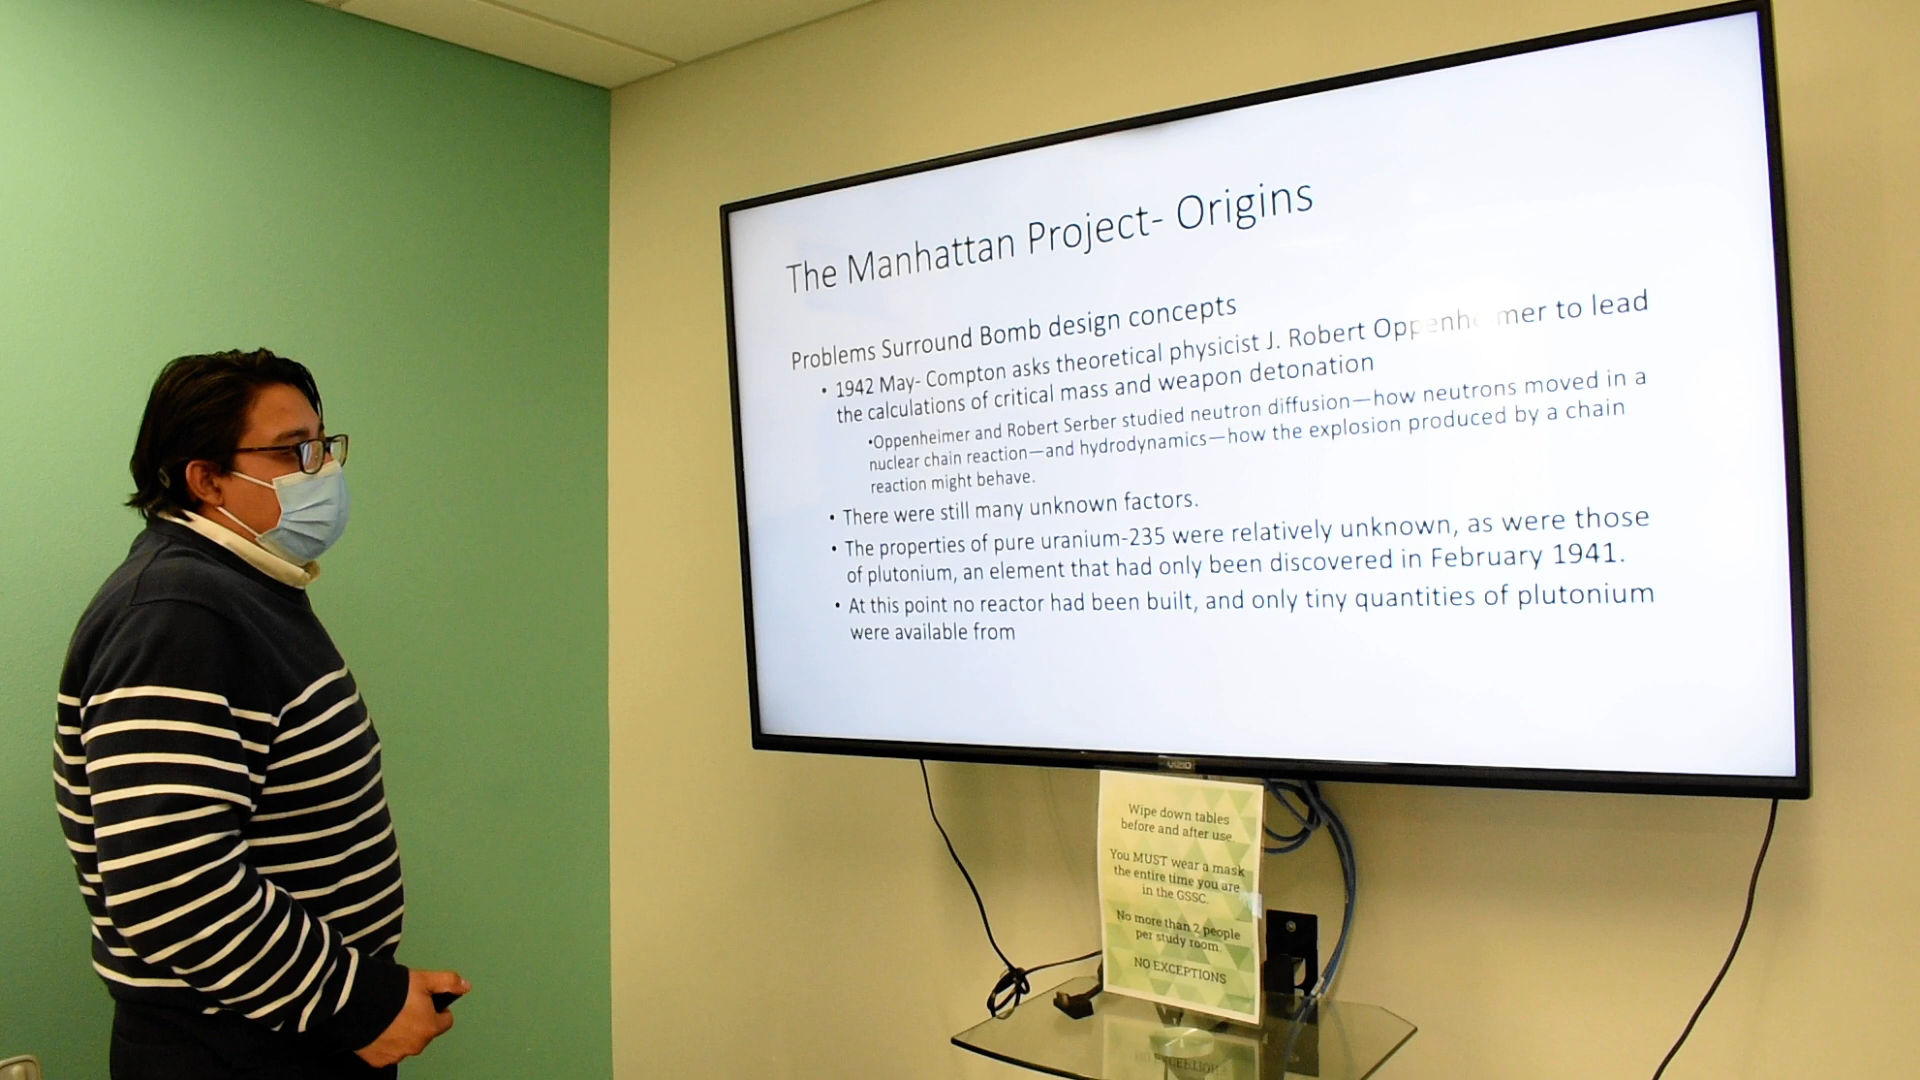 The Manhattan Project- Origins
Problems Surround Bomb design concepts
• 1942 May- Compton asks theoretical physicist J. Robert Oppenheimer to lead
the calculations of critical mass and weapon detonation
•Oppenheimer and Robert Serber studied neutron diffusion—how neutrons moved in a
nuclear chain reaction—and hydrodynamics—how the explosion produced by a chain
reaction might behave.
• There were still many unknown factors.
• The properties of pure uranium-235 were relatively unknown, as were those
of plutonium, an element that had only been discovered in February 1941.
• At this point no reactor had been built, and only tiny quantities of plutonium
were available from
VIZIO
Wipe down tables
before and after use.
You MUST wear a mask
the entire time you are
in the GSSC.
No more than 2 people
per study room.
NO EXCEPTIONS